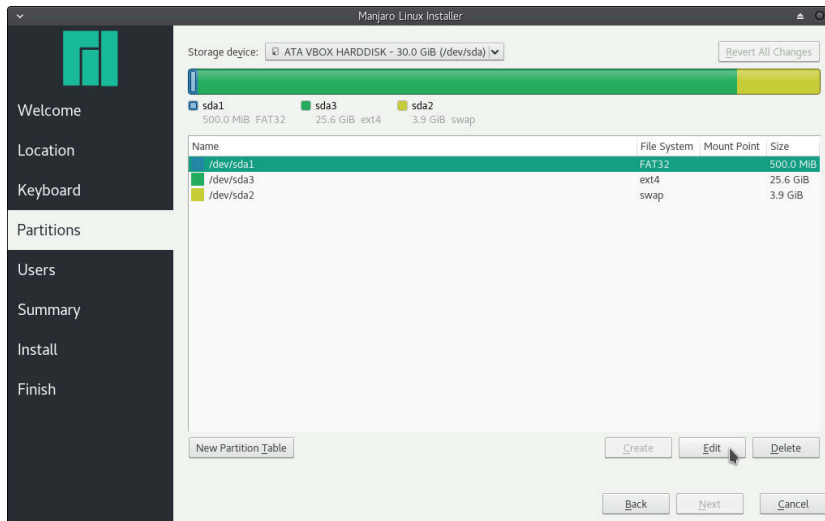 Manjaro Linux Installer
Storage device: ATA VBOX HARDDISK - 30.0 GiB (/dev/sda)
Revert All Changes
sda1 sda3 sda2
500.0 MiB FAT32 25.6 GiB ext4 3.9 GiB swap
Welcome
Location
Keyboard
Partitions
Users
Summary
Install
Finish
Name File System Mount Point Size
/dev/sda1 FAT32 500.0 MiB
/dev/sda3 ext4 25.6 GiB
/dev/sda2 swap 3.9 GiB
New Partition Table Create Edit Delete
Back Next Cancel